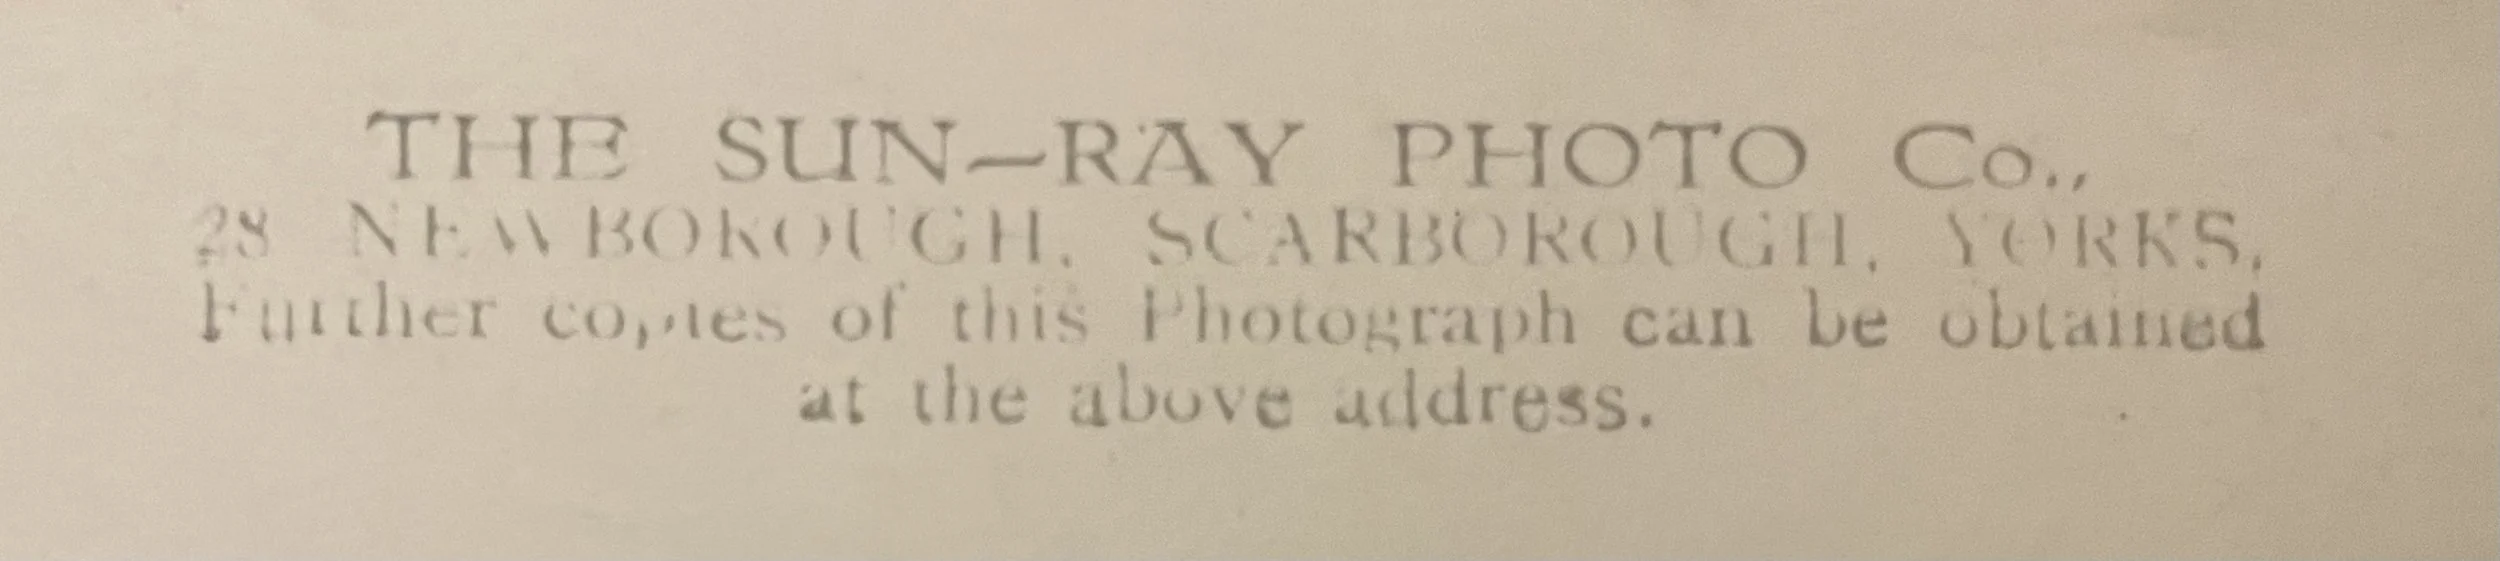 THE SUN-RAY PHOTO Co.,
28 NEWBOROUGH, SCARBOROUGH, YORKS.
Further copies of this Photograph can be obtained
at the above address.